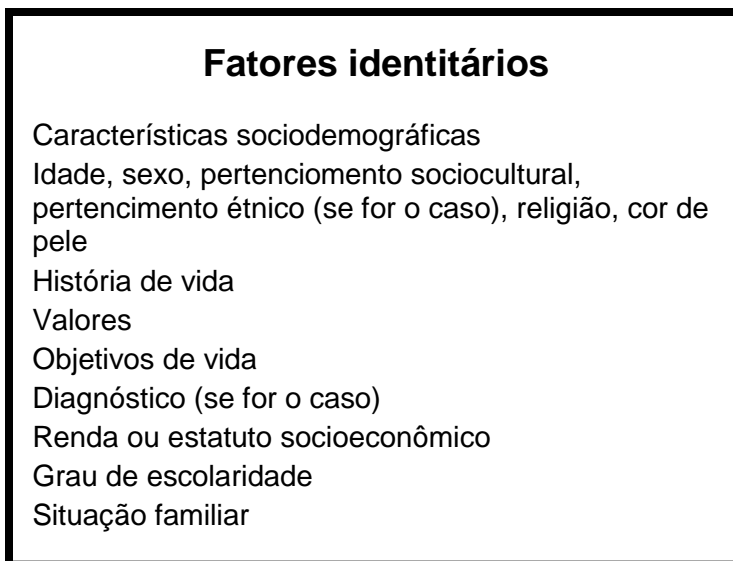 Fatores identitários
Características sociodemográficas
Idade, sexo, pertenciomento sociocultural,
pertencimento étnico (se for o caso), religião, cor de
pele
História de vida
Valores
Objetivos de vida
Diagnóstico (se for o caso)
Renda ou estatuto socioeconômico
Grau de escolaridade
Situação familiar